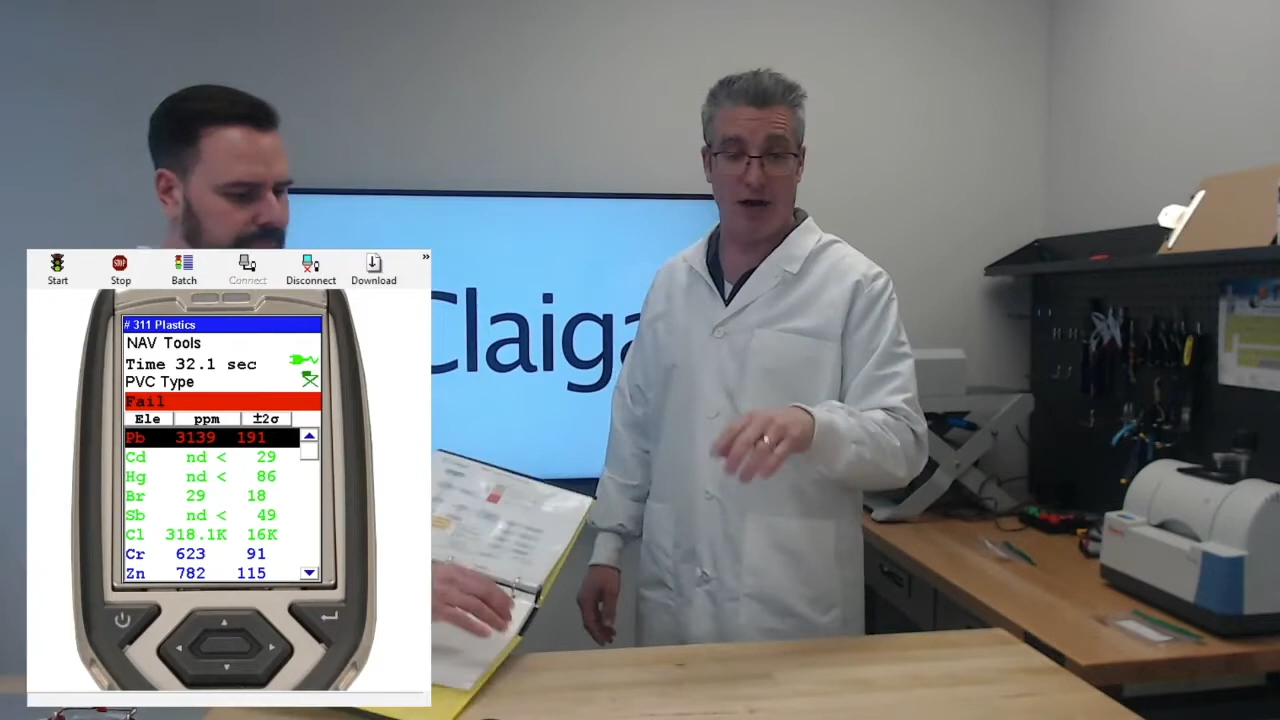 Start Stop Batch Connect Disconnect Download »
# 311 Plastics
NAV Tools
Time 32.1 sec
PVC Type
Fail
Ele ppm ±2σ
Pb 3139 191
Cd nd < 29
Hg nd < 86
Br 29 18
Sb nd < 49
Cl 318.1K 16K
Cr 623 91
Zn 782 115
Claiga